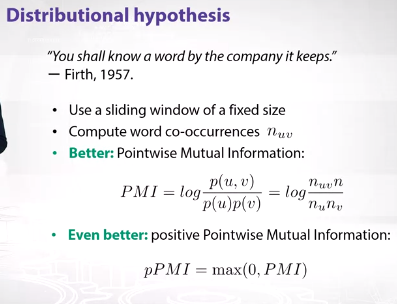 Distributional hypothesis
"You shall know a word by the company it keeps."
— Firth, 1957.
• Use a sliding window of a fixed size
• Compute word co-occurrences n_{uv}
• Better: Pointwise Mutual Information:
PMI = log \frac{p(u, v)}{p(u)p(v)} = log \frac{n_{uv} n}{n_u n_v}
• Even better: positive Pointwise Mutual Information:
pPMI = max(0, PMI)